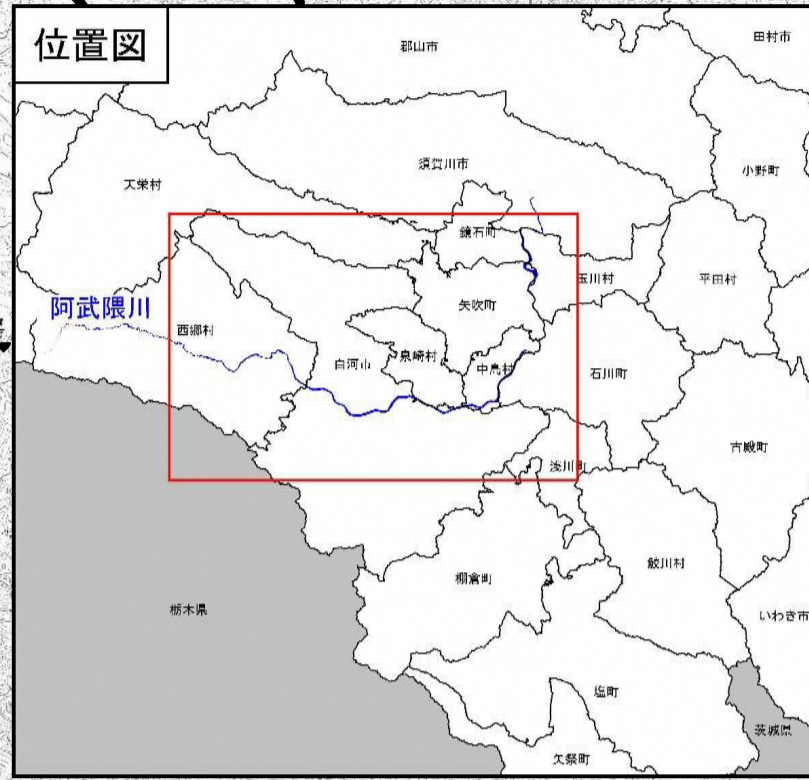 位置図
郡山市
田村市
須賀川市
小野町
天栄村
鏡石町
玉川村
平田村
阿武隈川
矢吹町
西郷村
白河市
泉崎村
中島村
石川町
古殿町
浅川町
鮫川村
棚倉町
栃木県
いわき市
塙町
茨城県
矢祭町